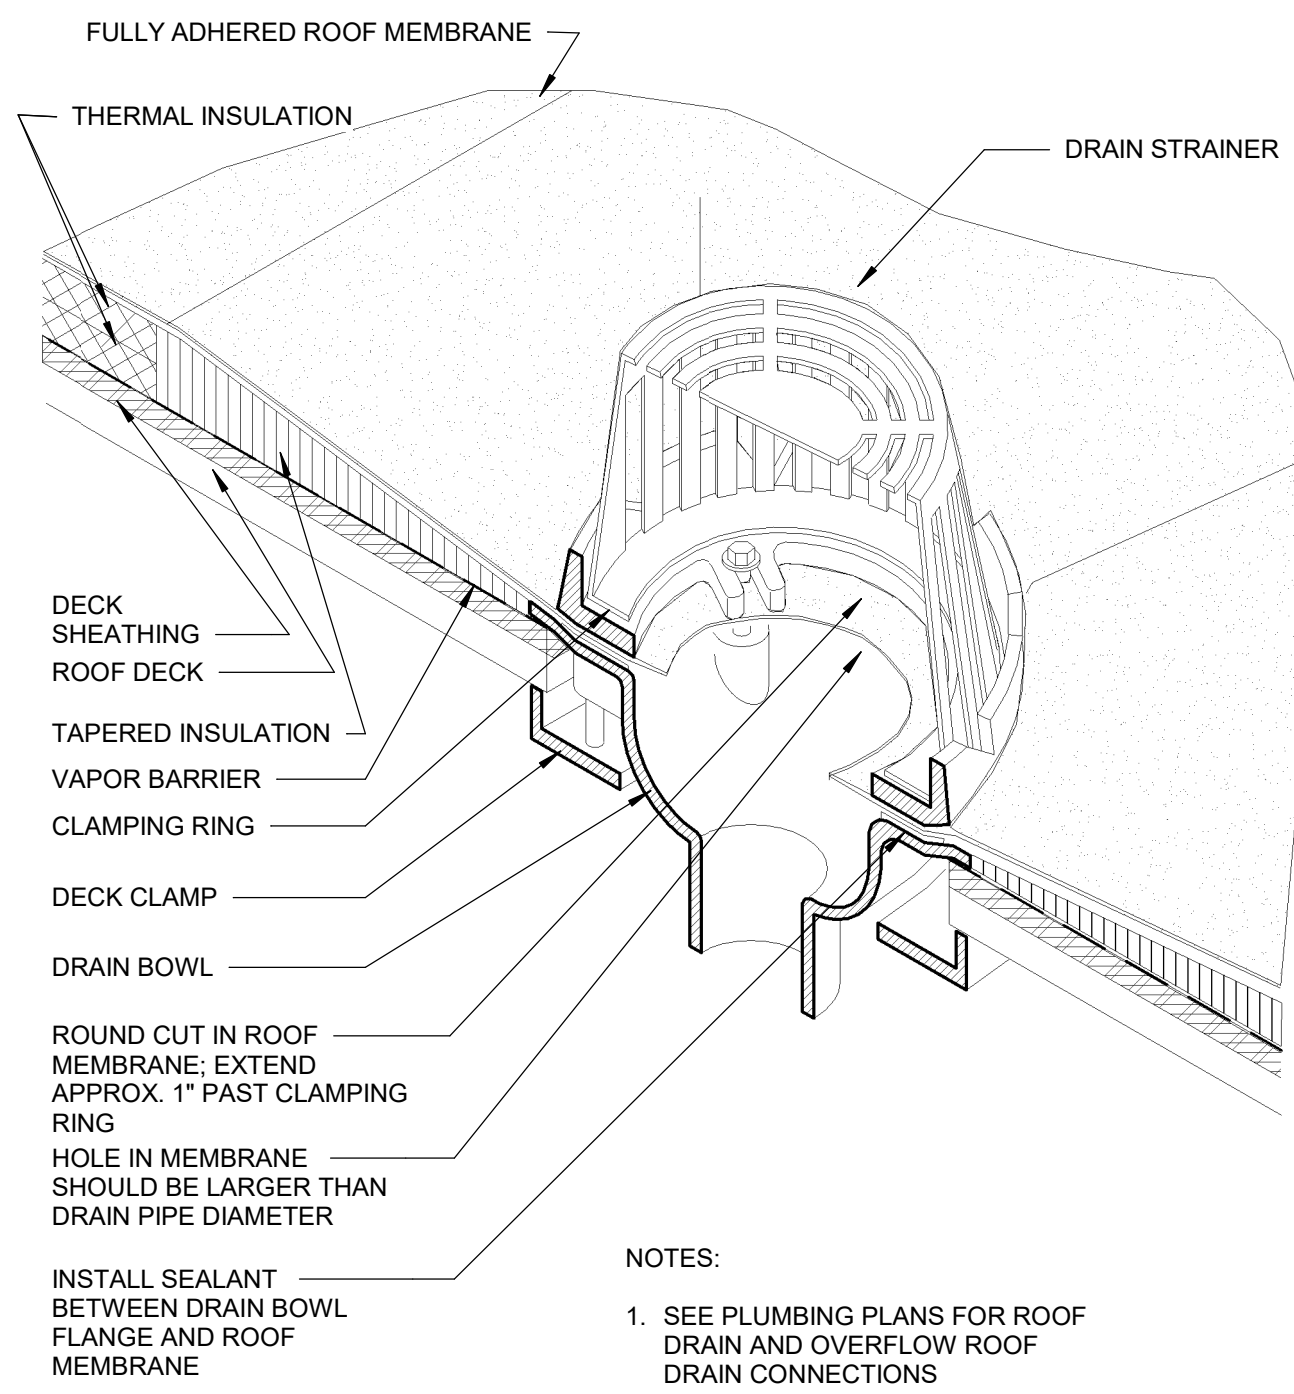 FULLY ADHERED ROOF MEMBRANE
THERMAL INSULATION
DRAIN STRAINER
DECK
SHEATHING
ROOF DECK
TAPERED INSULATION
VAPOR BARRIER
CLAMPING RING
DECK CLAMP
DRAIN BOWL
ROUND CUT IN ROOF
MEMBRANE; EXTEND
APPROX. 1" PAST CLAMPING
RING
HOLE IN MEMBRANE
SHOULD BE LARGER THAN
DRAIN PIPE DIAMETER
INSTALL SEALANT
BETWEEN DRAIN BOWL
FLANGE AND ROOF
MEMBRANE
NOTES:
1. SEE PLUMBING PLANS FOR ROOF
DRAIN AND OVERFLOW ROOF
DRAIN CONNECTIONS